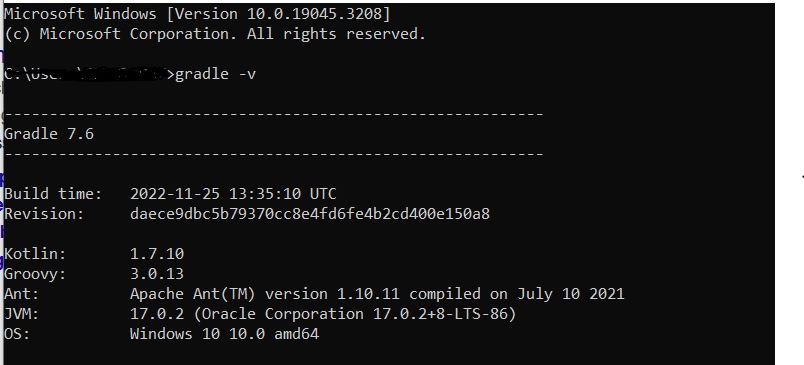 Microsoft Windows [Version 10.0.19045.3208]
(c) Microsoft Corporation. All rights reserved.
C:\User >gradle -v
------------------------------------------------------------
Gradle 7.6
------------------------------------------------------------
Build time:   2022-11-25 13:35:10 UTC
Revision:     daece9dbc5b79370cc8e4fd6fe4b2cd400e150a8
Kotlin:       1.7.10
Groovy:       3.0.13
Ant:          Apache Ant(TM) version 1.10.11 compiled on July 10 2021
JVM:          17.0.2 (Oracle Corporation 17.0.2+8-LTS-86)
OS:           Windows 10 10.0 amd64